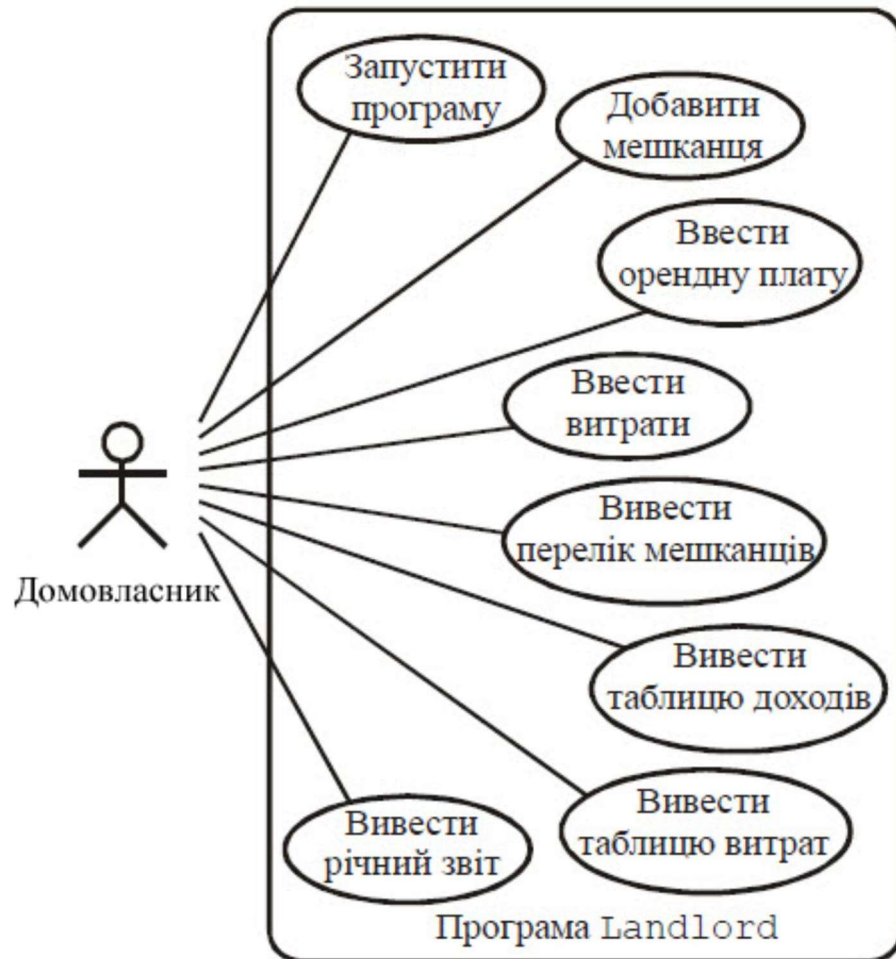 Запустити
програму
Добавити
мешканця
Ввести
орендну плату
Ввести
витрати
Вивести
перелік мешканців
Домовласник
Вивести
таблицю доходів
Вивести
таблицю витрат
Вивести
річний звіт
Програма Landlord